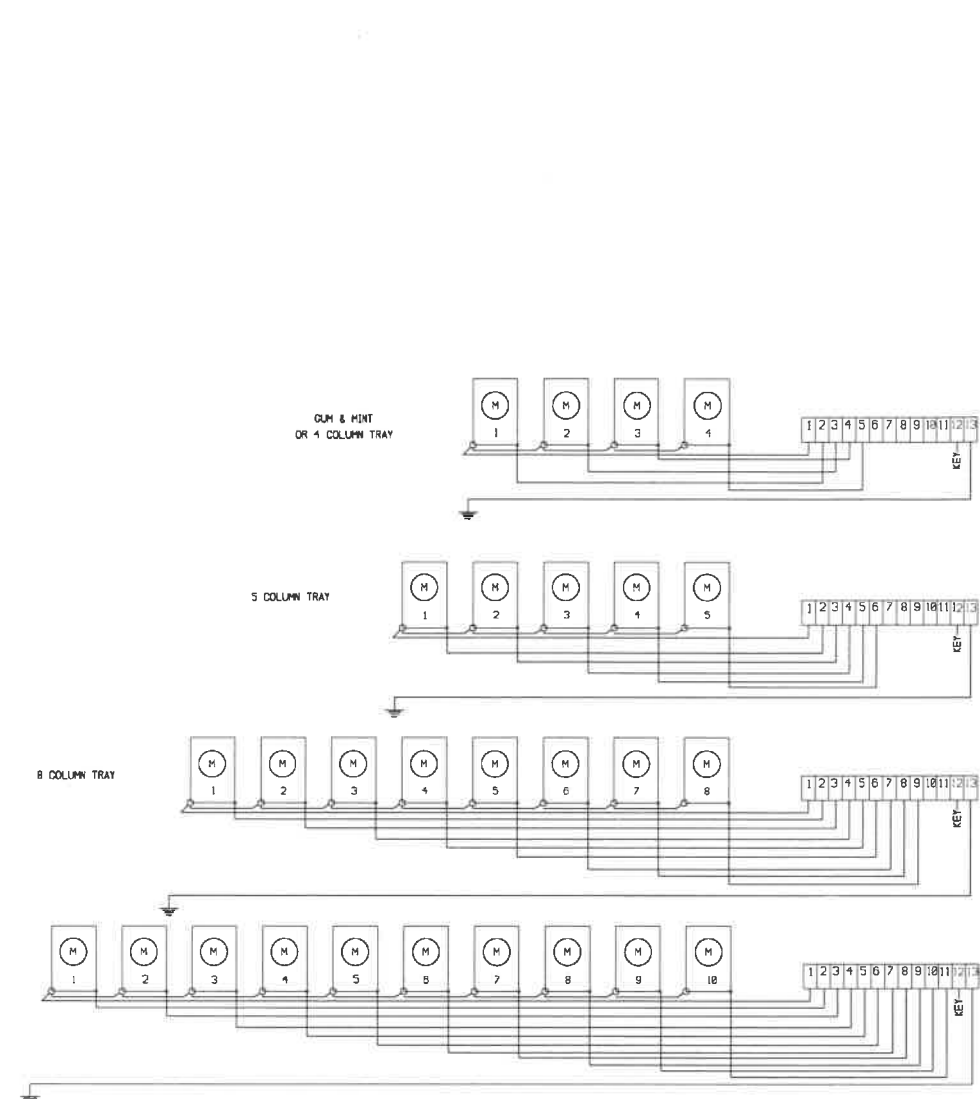 M M M M
GUM & MINT
OR 4 COLUMN TRAY
1 2 3 4
1 2 3 4 5 6 7 8 9 10 11 12 13
KEY
M M M M M
5 COLUMN TRAY
1 2 3 4 5
1 2 3 4 5 6 7 8 9 10 11 12 13
KEY
M M M M M M M M
8 COLUMN TRAY
1 2 3 4 5 6 7 8
1 2 3 4 5 6 7 8 9 10 11 12 13
KEY
M M M M M M M M M M
1 2 3 4 5 6 7 8 9 10
1 2 3 4 5 6 7 8 9 10 11 12 13
KEY